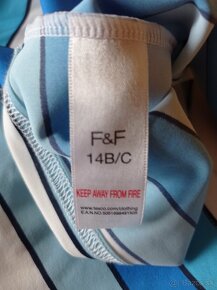 F&F
14B/C
KEEP AWAY FROM FIRE
www.tesco.com/clothing